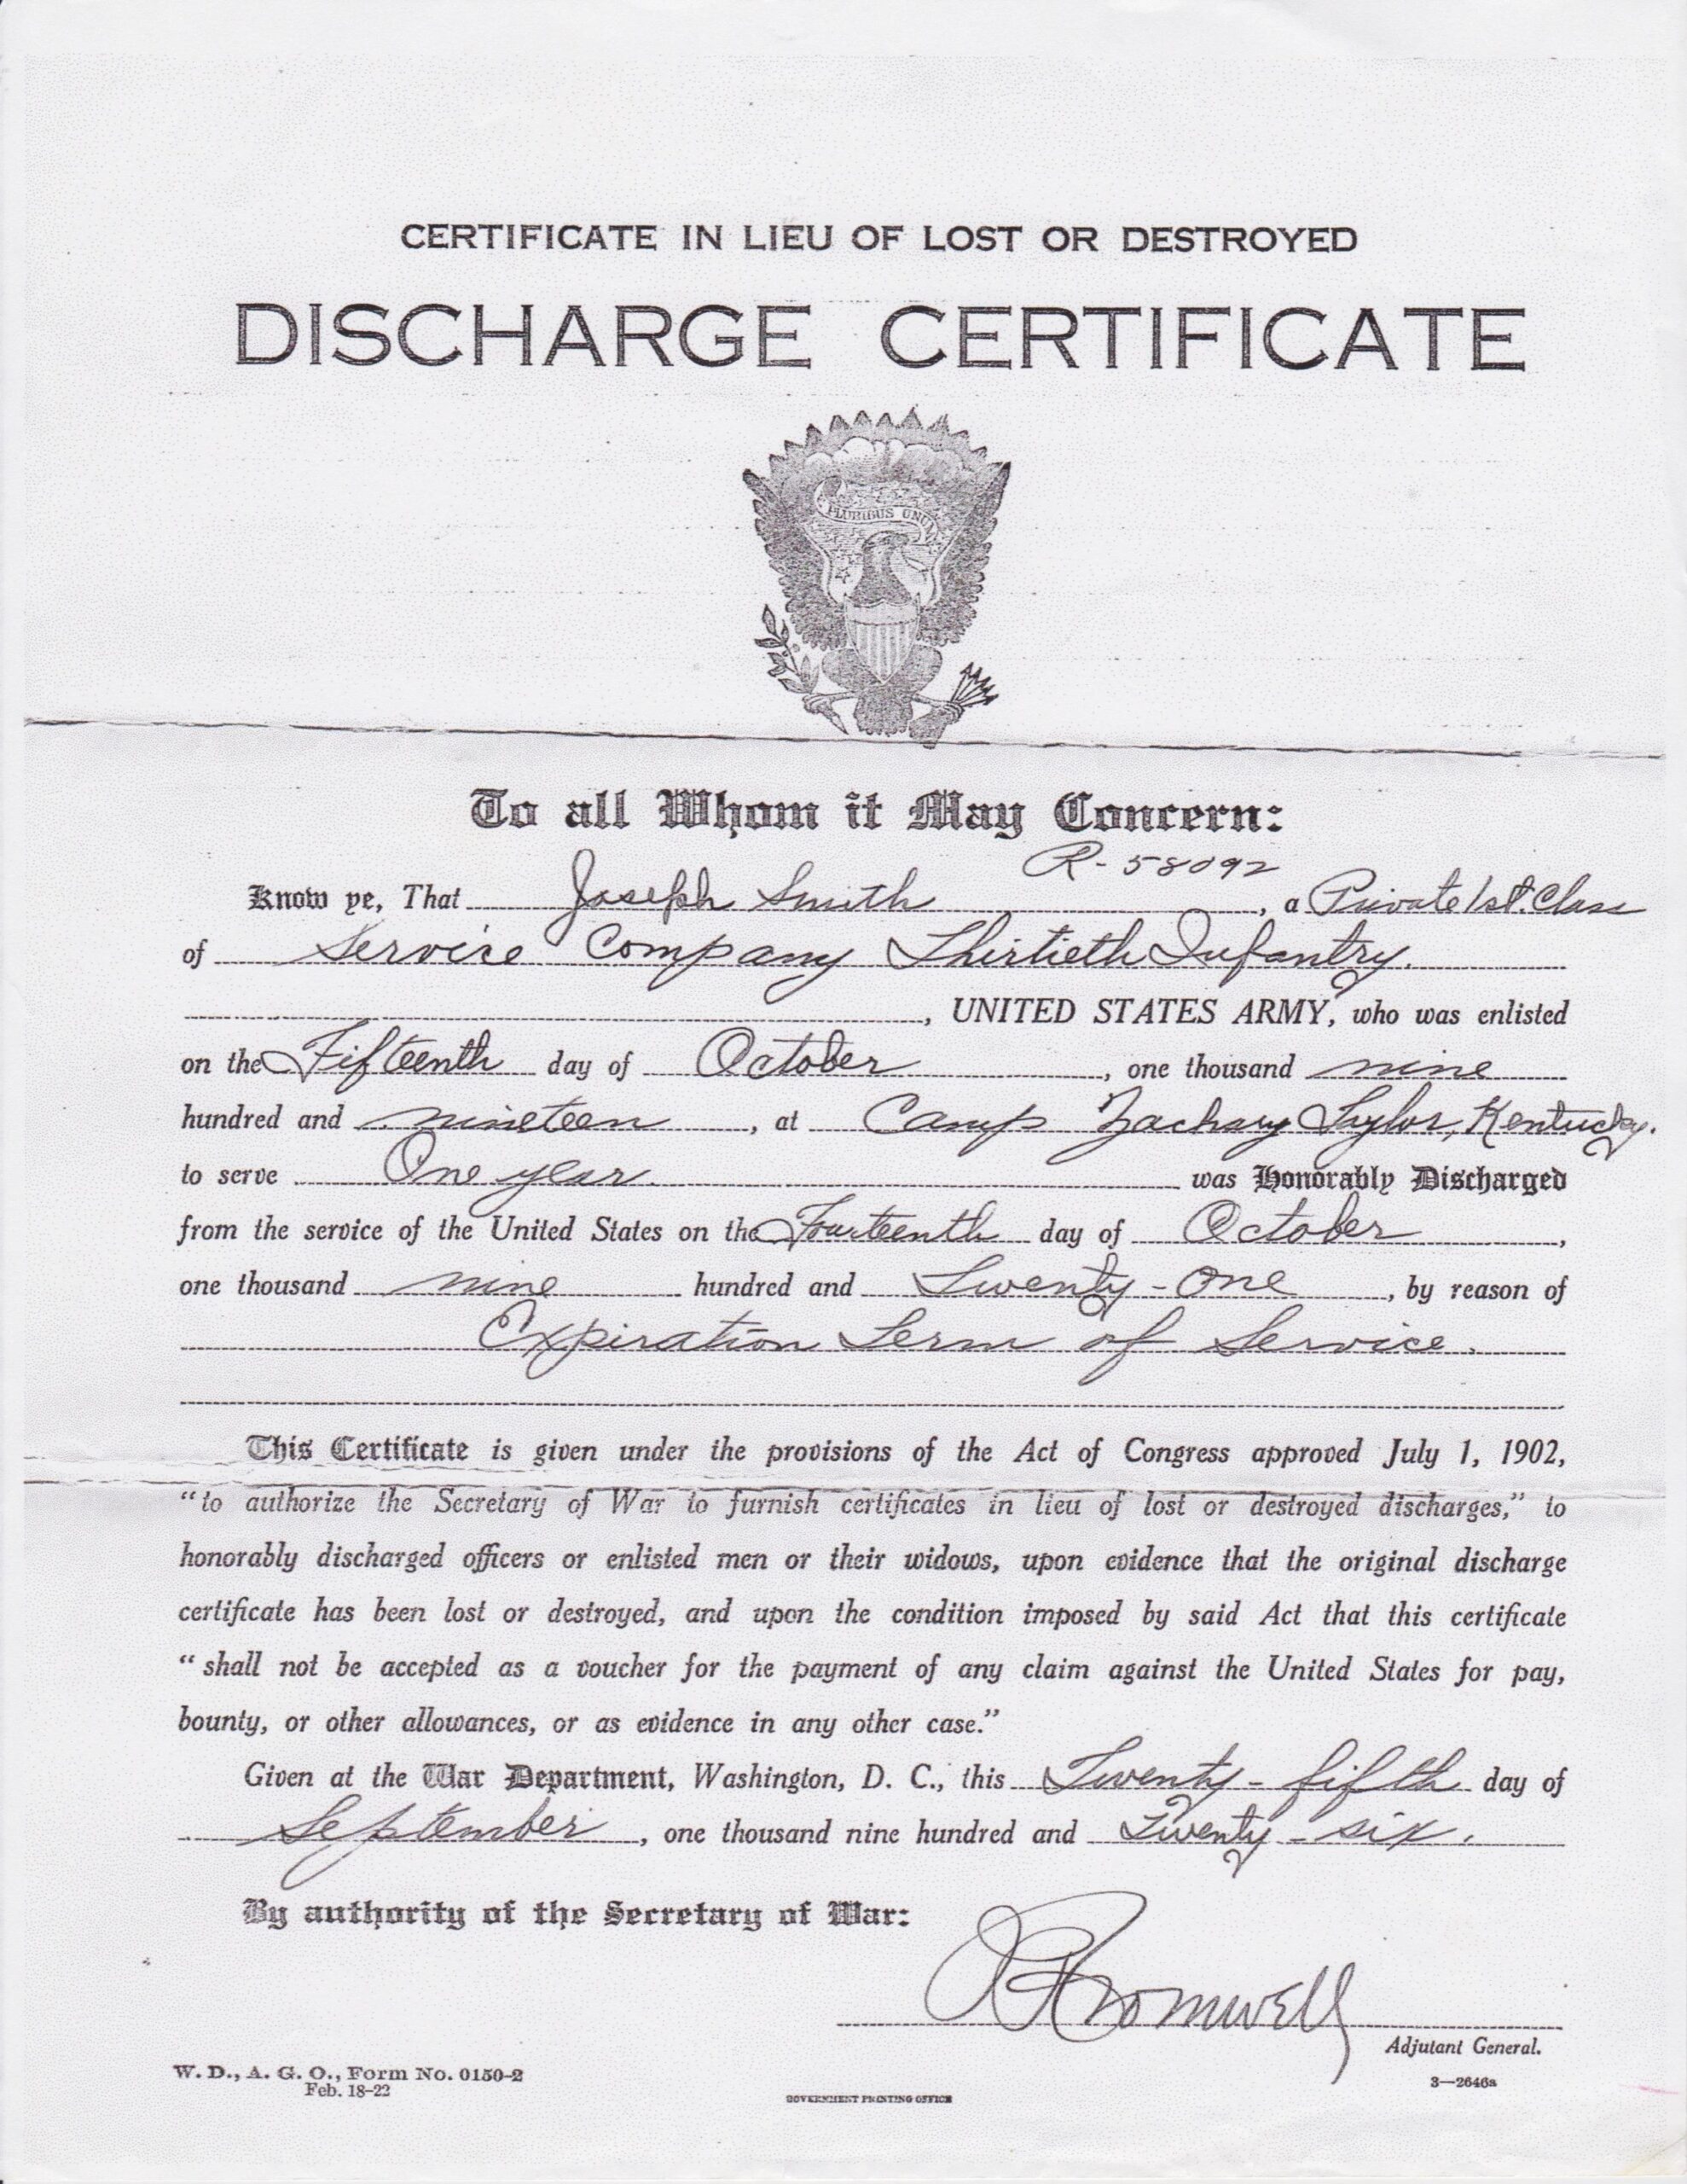 CERTIFICATE IN LIEU OF LOST OR DESTROYED
DISCHARGE CERTIFICATE
PLURIBUS UNUM
To all Whom it May Concern:
R-58092
Know ye, That Joseph Smith, a Private 1st. Class
of Service Company Thirtieth Infantry.
, UNITED STATES ARMY, who was enlisted
on the Fifteenth day of October, one thousand nine
hundred and nineteen, at Camp Zachary Taylor, Kentucky.
to serve One year. was Honorably Discharged
from the service of the United States on the Fourteenth day of October,
one thousand nine hundred and Twenty-one, by reason of
Expiration Term of Service.
This Certificate is given under the provisions of the Act of Congress approved July 1, 1902,
"to authorize the Secretary of War to furnish certificates in lieu of lost or destroyed discharges," to
honorably discharged officers or enlisted men or their widows, upon evidence that the original discharge
certificate has been lost or destroyed, and upon the condition imposed by said Act that this certificate
"shall not be accepted as a voucher for the payment of any claim against the United States for pay,
bounty, or other allowances, or as evidence in any other case."
Given at the War Department, Washington, D. C., this Twenty-fifth day of
September, one thousand nine hundred and Twenty-six.
By authority of the Secretary of War:
Bromwell
Adjutant General.
W. D., A. G. O., Form No. 0150-2
Feb. 18-22
GOVERNMENT PRINTING OFFICE
3—2646a